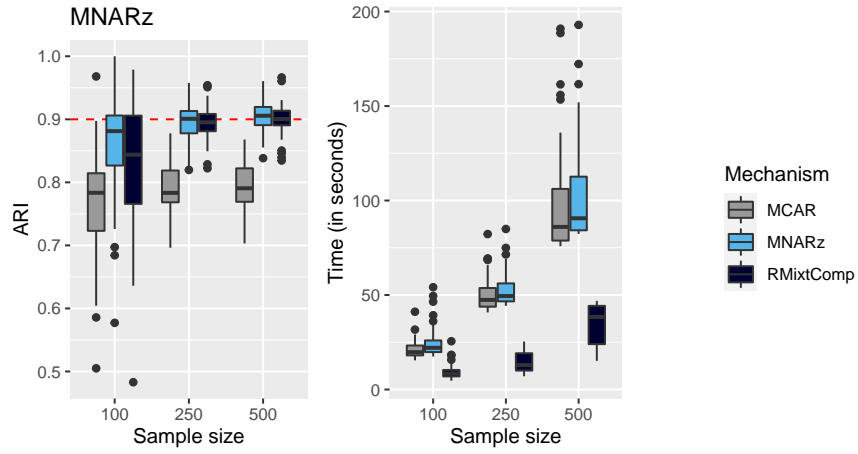 MNARz
1.0
0.9
0.8
0.7
0.6
0.5
ARI
100
250
500
Sample size
200
150
100
50
0
Time (in seconds)
100
250
500
Sample size
Mechanism
MCAR
MNARz
RMixtComp